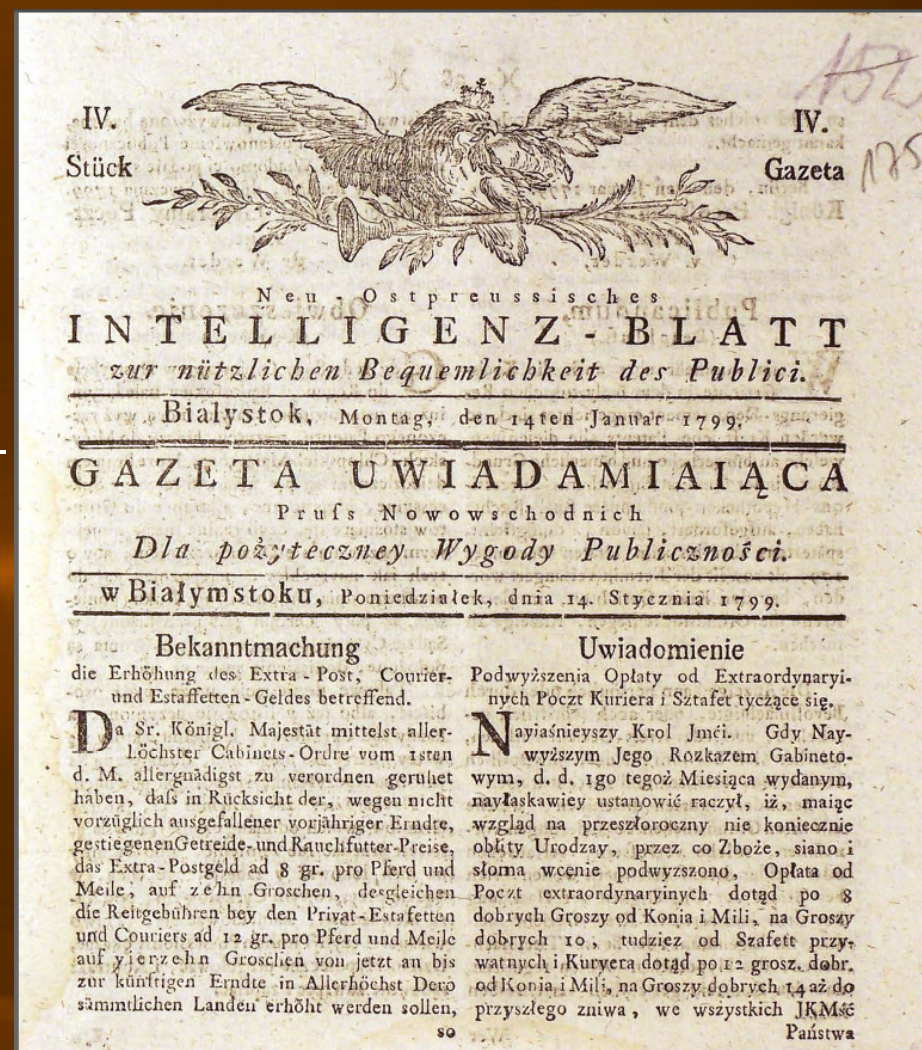 152
175
IV.
Stück
IV.
Gazeta
Neu-Ostpreussisches
INTELLIGENZ-BLATT
zur nützlichen Bequemlichkeit des Publici.
Bialystok, Montag, den 14ten Januar 1799.
GAZETA UWIADAMIAIĄCA
Pruſs Nowowschodnich
Dla pożyteczney Wygody Publiczności.
w Białymstoku, Poniedziałek, dnia 14. Stycznia 1799.
Bekanntmachung
die Erhöhung des Extra-Post, Courier-
und Estaffetten-Geldes betreffend.
Da Sr. Königl. Majestät mittelst aller-
höchster Cabinets-Ordre vom 1sten
d. M. allergnädigst zu verordnen geruhet
haben, daſs in Rücksicht der, wegen nicht
vorzüglich ausgefallener vorjähriger Erndte,
gestiegenen Getreide- und Rauchfutter-Preise,
das Extra-Postgeld ad 8 gr. pro Pferd und
Meile, auf zehn Groschen, desgleichen
die Reitgebühren bey den Privat-Estafetten
und Couriers ad 12 gr. pro Pferd und Meile
auf vierzehn Groschen von jetzt an bis
zur künftigen Erndte in Allerhöchst Dero
sämmtlichen Landen erhöht werden sollen,
so
Uwiadomienie
Podwyższenia Opłaty od Extraordynaryi-
nych Poczt Kuriera i Sztafet tyczące się.
Nayiaśnieyszy Krol Jmći. Gdy Nay-
wyższym Jego Rozkazem Gabineto-
wym, d. d. 1go tegoż Miesiąca wydanym,
nayłaskawiey ustanowić raczył, iż, maiąc
wzgląd na przeszłoroczny nie koniecznie
obfity Urodzay, przez co Zboże, siano i
słoma wcenie podwyszono, Opłata od
Poczt extraordynaryinych dotąd po 8
dobrych Groszy od Konia i Mili, na Groszy
dobrych 10, tudziez od Szafett przy-
watnych i Kuryera dotąd po 12 grosz. dobr.
od Konia i Mili, na Groszy dobrych 14 aż do
przyszłego zniwa, we wszystkich JKMść
Państwa